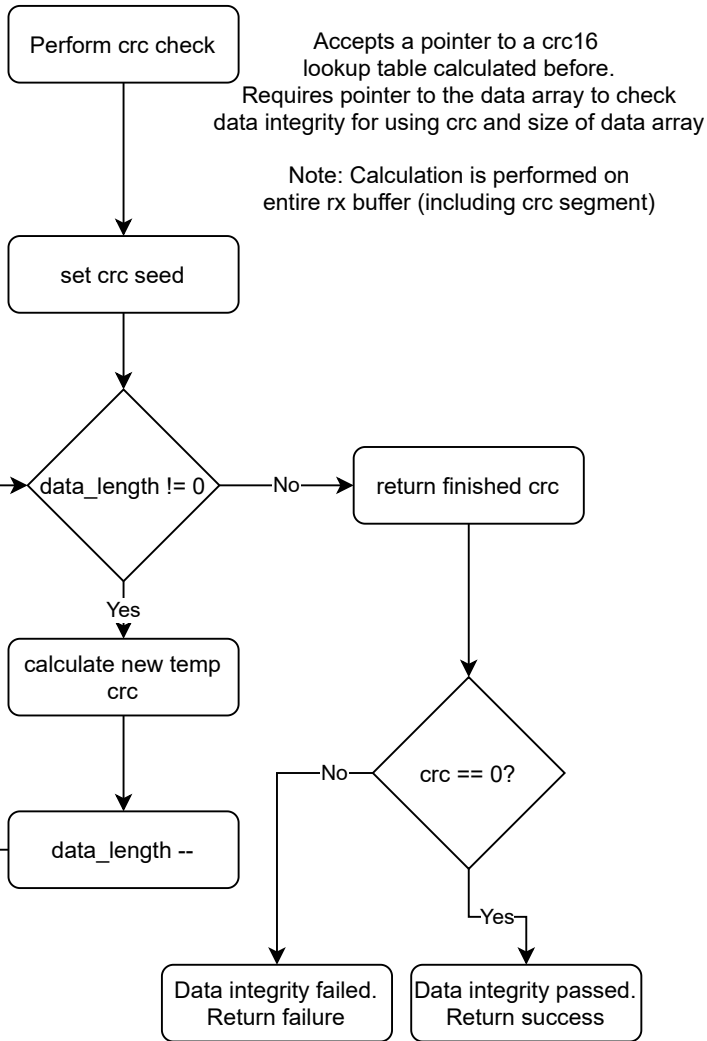 Perform crc check
Accepts a pointer to a crc16
lookup table calculated before.
Requires pointer to the data array to check
data integrity for using crc and size of data array
Note: Calculation is performed on
entire rx buffer (including crc segment)
set crc seed
data_length != 0
No
return finished crc
Yes
calculate new temp
crc
No
crc == 0?
data_length --
Yes
Data integrity failed.
Return failure
Data integrity passed.
Return success